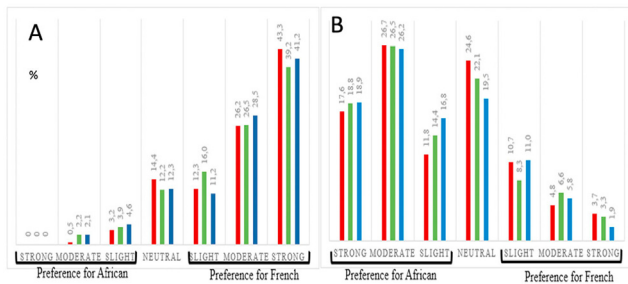 A
%
0 0 0
0,5 2,2 2,1
3,2 3,9 4,6
14,4 12,2 12,3
12,3 16,0 11,2
26,2 26,5 28,5
43,3 39,2 41,2
STRONG MODERATE SLIGHT NEUTRAL SLIGHT MODERATE STRONG
Preference for African Preference for French
B
17,6 18,8 18,9
26,7 26,5 26,2
11,8 14,4 16,8
24,6 22,1 19,5
10,7 8,3 11,0
4,8 6,6 5,8
3,7 3,3 1,9
STRONG MODERATE SLIGHT NEUTRAL SLIGHT MODERATE STRONG
Preference for African Preference for French